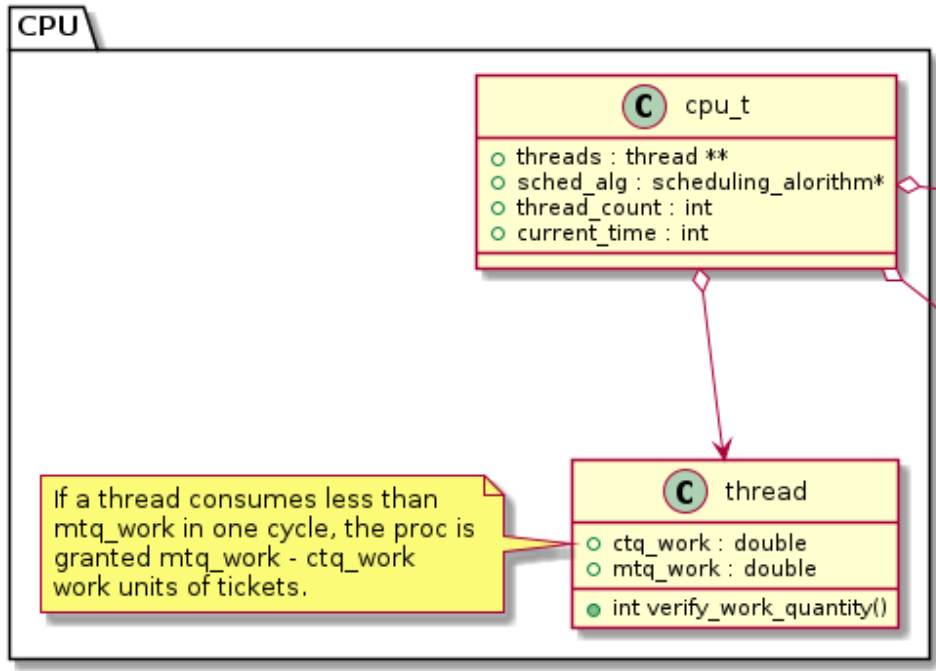 CPU
C cpu_t
threads : thread **
sched_alg : scheduling_alorithm*
thread_count : int
current_time : int
If a thread consumes less than
mtq_work in one cycle, the proc is
granted mtq_work - ctq_work
work units of tickets.
C thread
ctq_work : double
mtq_work : double
int verify_work_quantity()